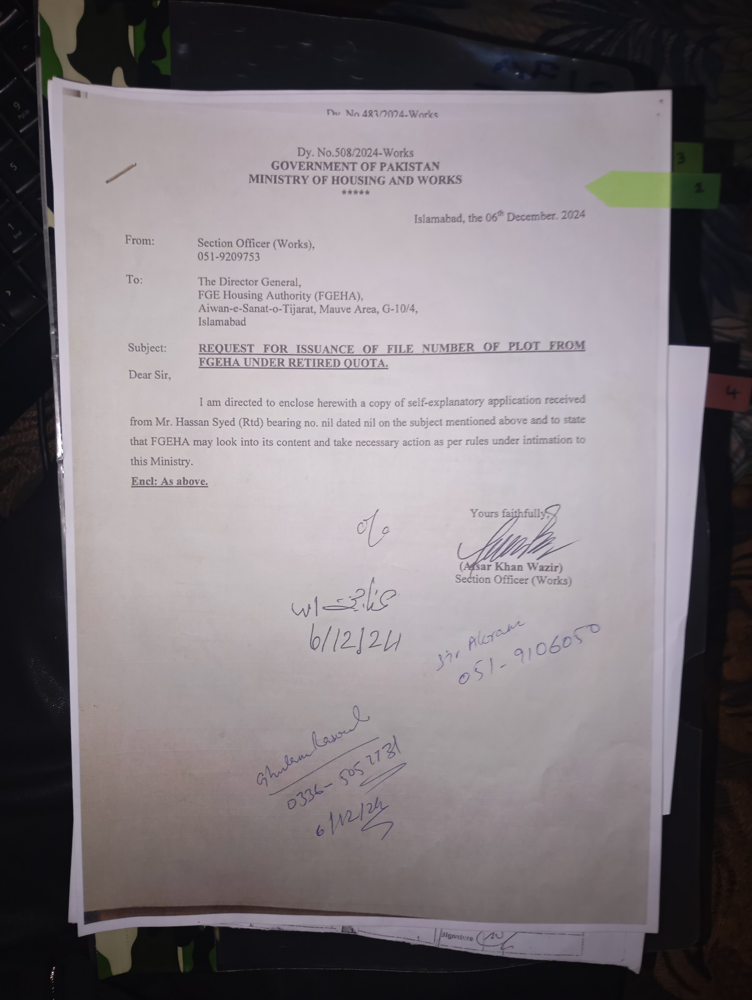 Dy. No.483/2024-Works
Dy. No.508/2024-Works
GOVERNMENT OF PAKISTAN
MINISTRY OF HOUSING AND WORKS
*****
Islamabad, the 06th December. 2024
From: Section Officer (Works),
051-9209753
To: The Director General,
FGE Housing Authority (FGEHA),
Aiwan-e-Sanat-o-Tijarat, Mauve Area, G-10/4,
Islamabad
Subject: REQUEST FOR ISSUANCE OF FILE NUMBER OF PLOT FROM
FGEHA UNDER RETIRED QUOTA.
Dear Sir,
I am directed to enclose herewith a copy of self-explanatory application received
from Mr. Hassan Syed (Rtd) bearing no. nil dated nil on the subject mentioned above and to state
that FGEHA may look into its content and take necessary action as per rules under intimation to
this Ministry.
Encl: As above.
Yours faithfully,
(Afsar Khan Wazir)
Section Officer (Works)
6/12/24
Sir Akram
051-9106050
Ghulam Rasoul
0336-5052731
6/12/24
Signature
3
2
4
9
PgUp
5
1
End